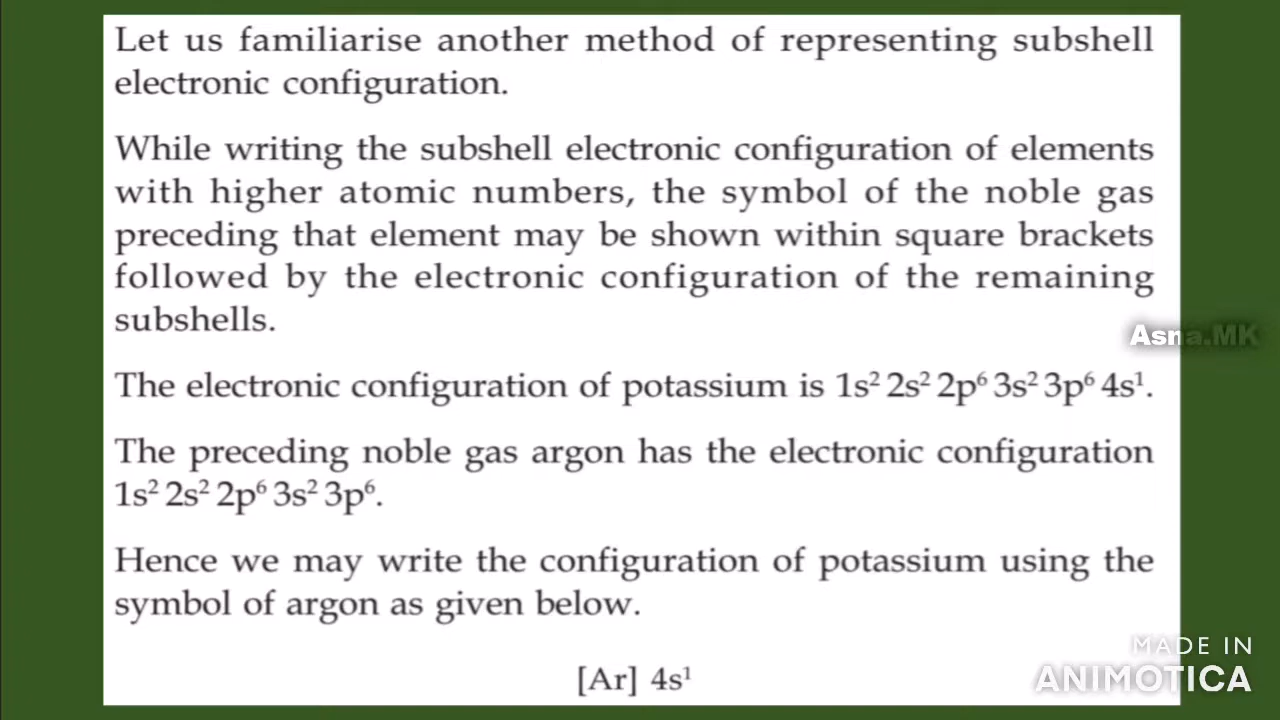 Let us familiarise another method of representing subshell
electronic configuration.
While writing the subshell electronic configuration of elements
with higher atomic numbers, the symbol of the noble gas
preceding that element may be shown within square brackets
followed by the electronic configuration of the remaining
subshells.
Asna.MK
The electronic configuration of potassium is 1s² 2s² 2p⁶ 3s² 3p⁶ 4s¹.
The preceding noble gas argon has the electronic configuration
1s² 2s² 2p⁶ 3s² 3p⁶.
Hence we may write the configuration of potassium using the
symbol of argon as given below.
[Ar] 4s¹
MADE IN
ANIMOTICA